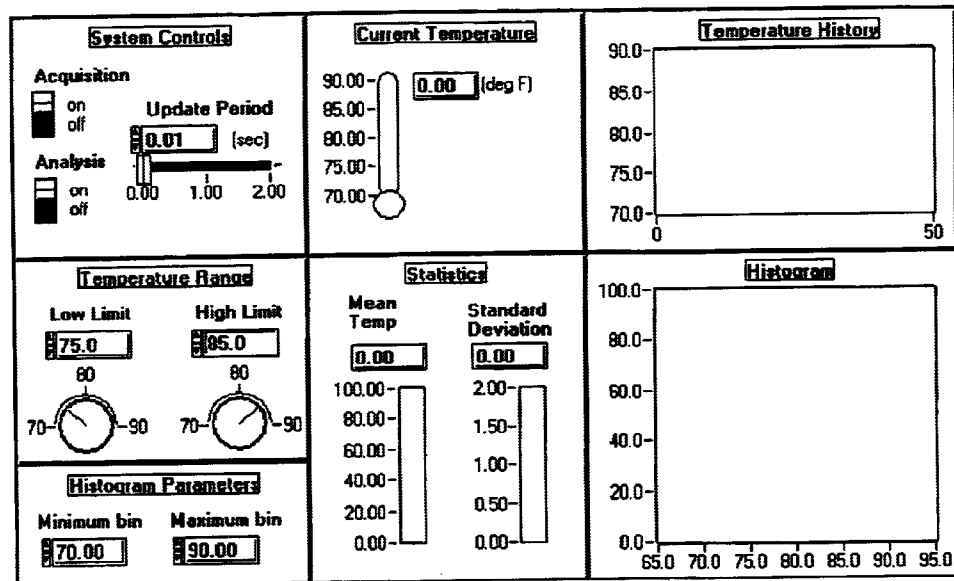 System Controls
Acquisition
on
off
Update Period
0.01 (sec)
0.00 1.00 2.00
Analysis
on
off
Current Temperature
90.00
85.00
80.00
75.00
70.00
0.00 (deg F)
Temperature History
90.0
85.0
80.0
75.0
70.0
0 50
Temperature Range
Low Limit High Limit
75.0 85.0
80 80
70 90 70 90
Histogram Parameters
Minimum bin Maximum bin
70.00 90.00
Statistics
Mean Temp
0.00
100.00
80.00
60.00
40.00
20.00
0.00
Standard Deviation
0.00
2.00
1.50
1.00
0.50
0.00
Histogram
100.0
80.0
60.0
40.0
20.0
0.0
65.0 70.0 75.0 80.0 85.0 90.0 95.0